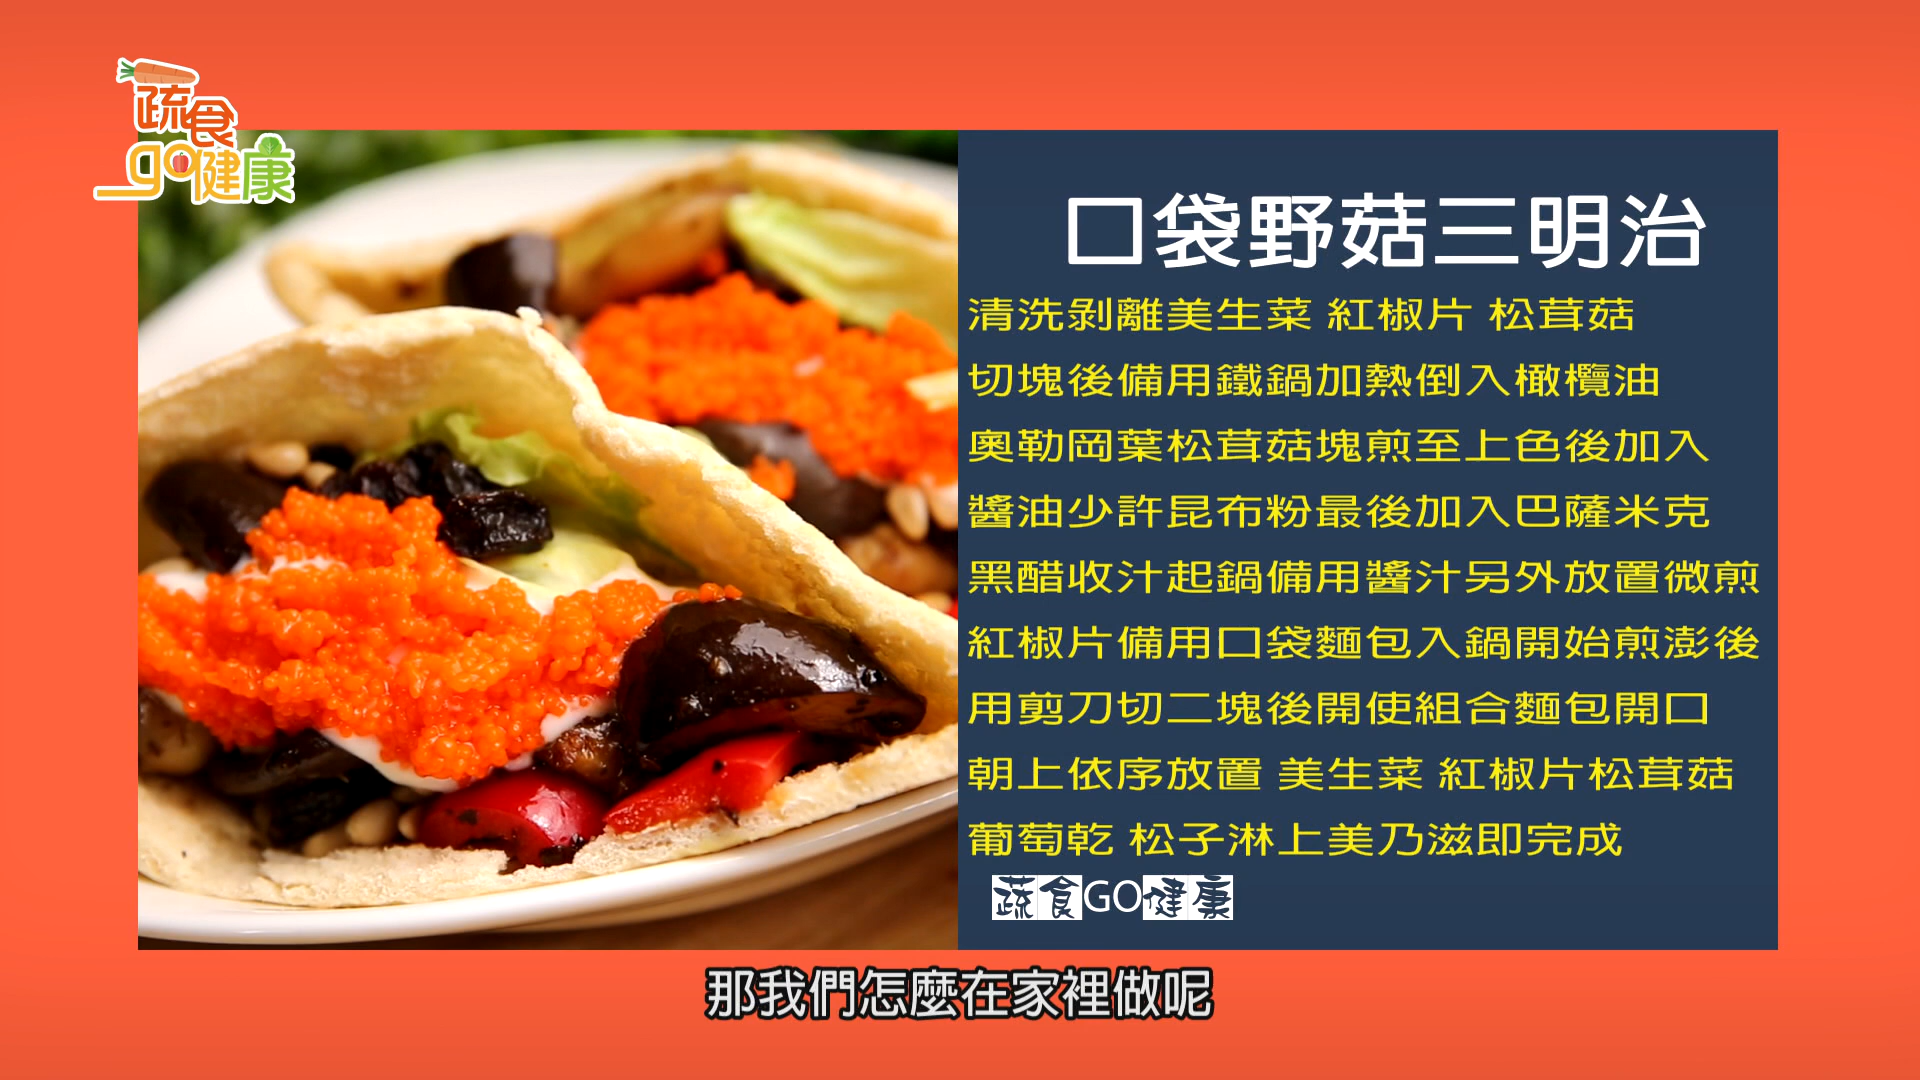 蔬食
go健康
口袋野菇三明治
清洗剝離美生菜 紅椒片 松茸菇
切塊後備用鐵鍋加熱倒入橄欖油
奧勒岡葉松茸菇塊煎至上色後加入
醬油少許昆布粉最後加入巴薩米克
黑醋收汁起鍋備用醬汁另外放置微煎
紅椒片備用口袋麵包入鍋開始煎澎後
用剪刀切二塊後開使組合麵包開口
朝上依序放置 美生菜 紅椒片松茸菇
葡萄乾 松子淋上美乃滋即完成
蔬食GO健康
那我們怎麼在家裡做呢